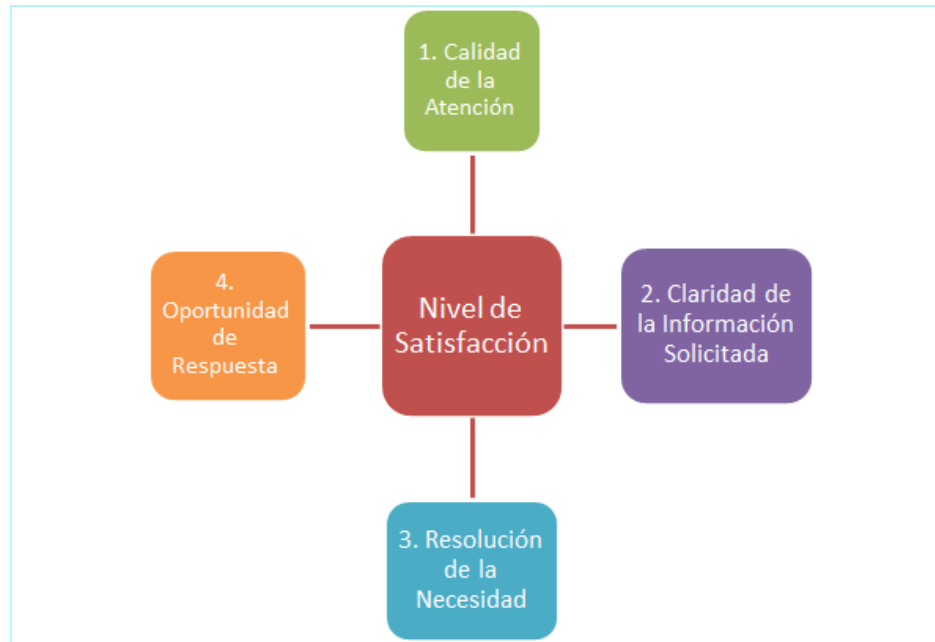 1. Calidad
de la
Atención
4.
Oportunidad
de
Respuesta
Nivel de
Satisfacción
2. Claridad de
la Información
Solicitada
3. Resolución
de la
Necesidad